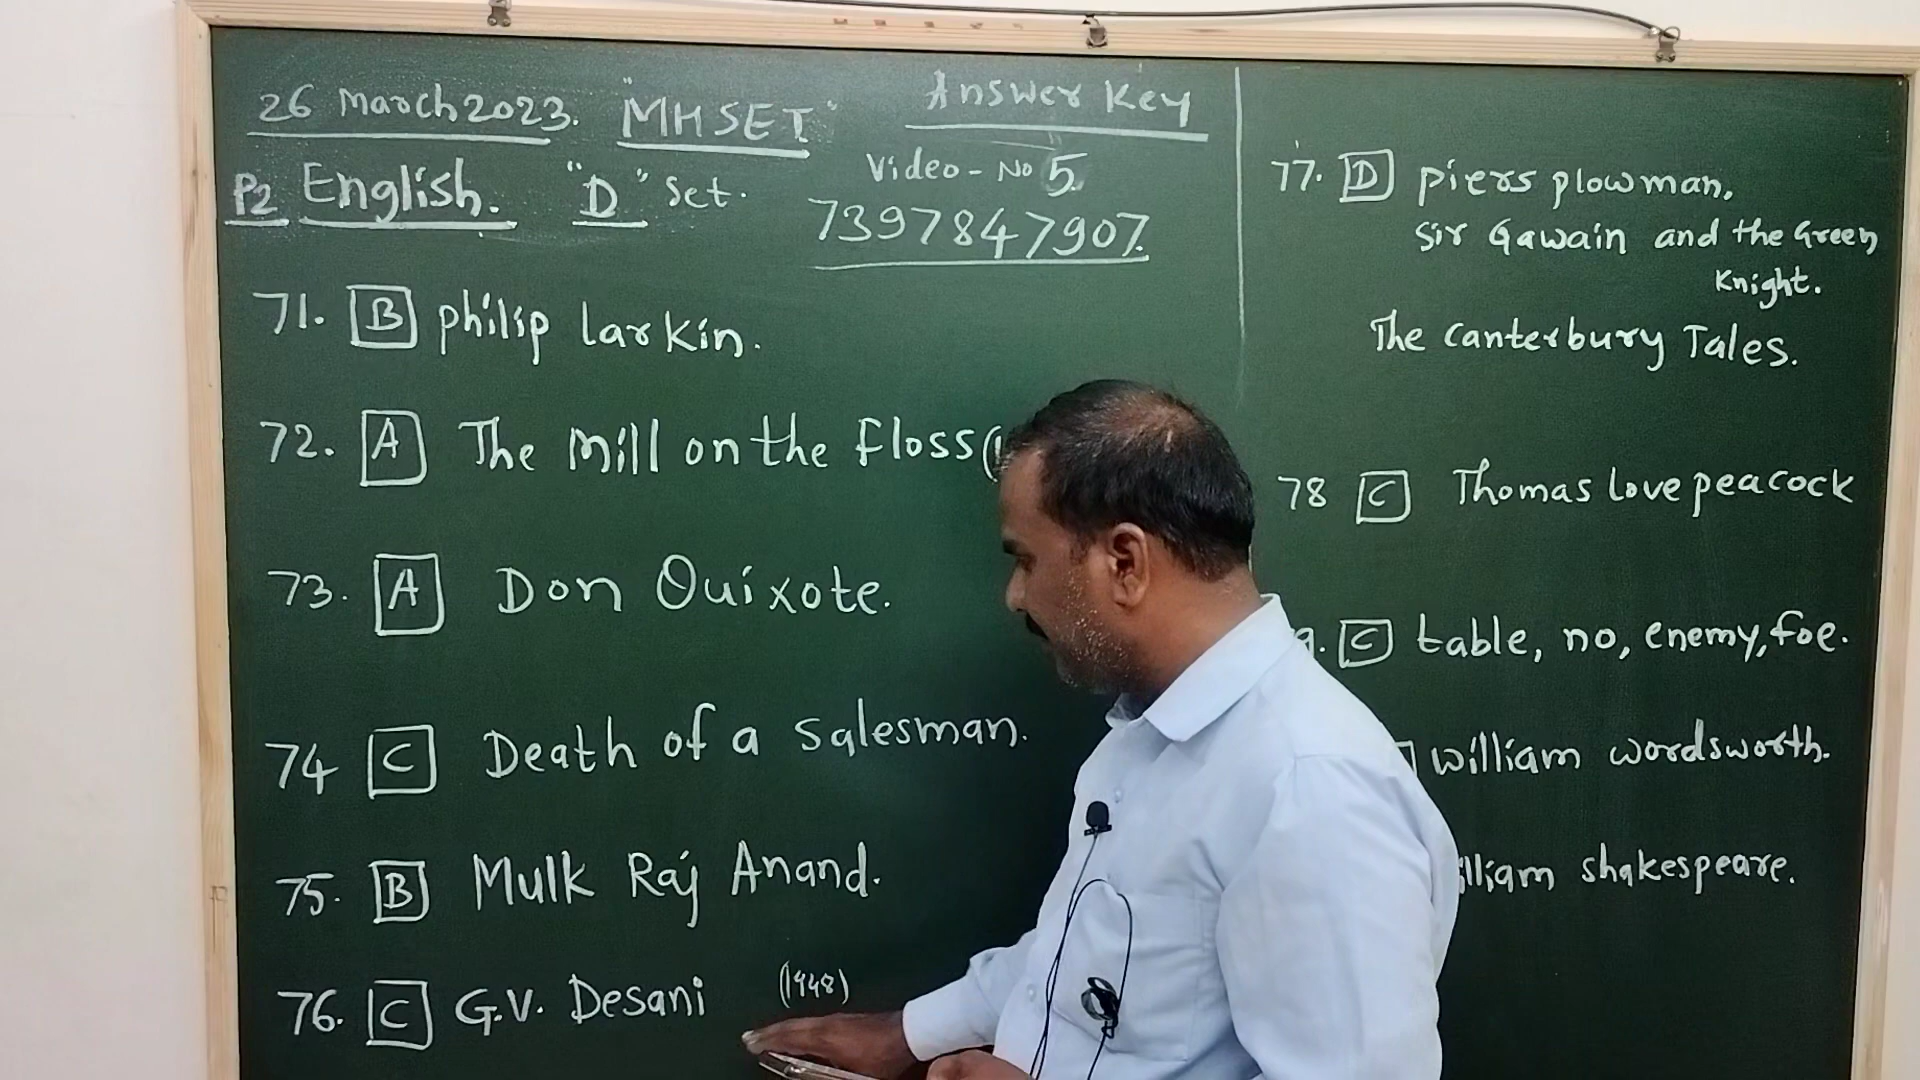 26 March 2023. "MHSET" Answer Key
P2 English. "D" Set. Video - No 5.
7397847907.
71. B Philip Larkin.
72. A The Mill on the Floss (
73. A Don Quixote.
74 C Death of a Salesman.
75. B Mulk Raj Anand.
76. C G.V. Desani (1948)
77. D Piers Plowman,
Sir Gawain and the Green
Knight.
The Canterbury Tales.
78 C Thomas Love Peacock
9. C table, no, enemy, foe.
William Wordsworth.
illiam Shakespeare.